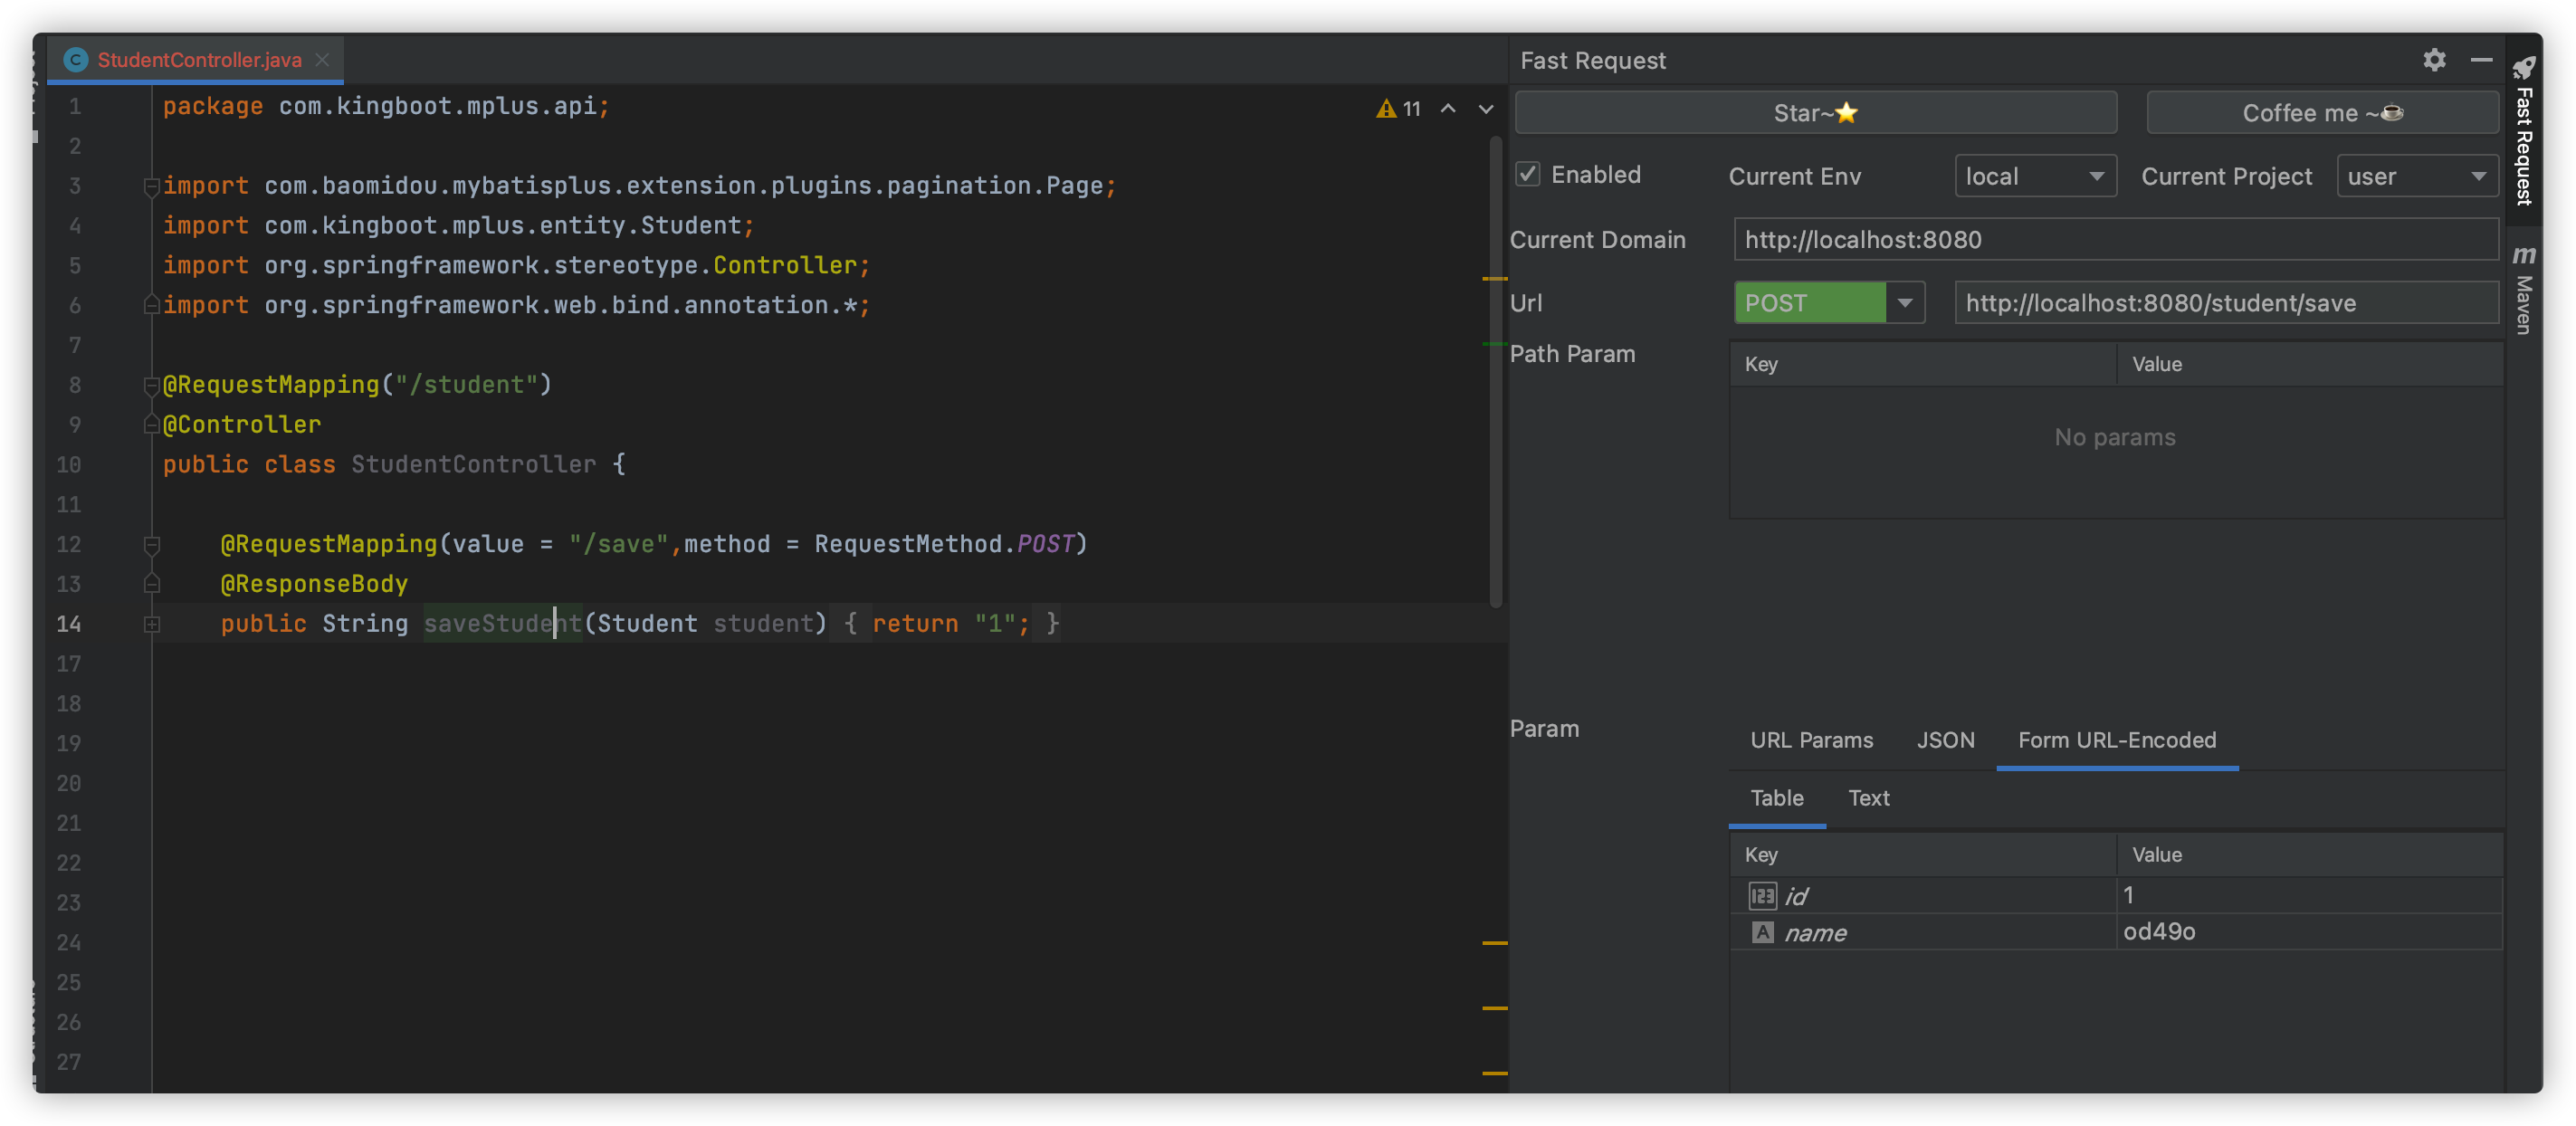 StudentController.java
11
1 package com.kingboot.mplus.api;
2
3 import com.baomidou.mybatisplus.extension.plugins.pagination.Page;
4 import com.kingboot.mplus.entity.Student;
5 import org.springframework.stereotype.Controller;
6 import org.springframework.web.bind.annotation.*;
7
8 @RequestMapping("/student")
9 @Controller
10 public class StudentController {
11
12 @RequestMapping(value = "/save",method = RequestMethod.POST)
13 @ResponseBody
14 public String saveStudent(Student student) { return "1"; }
17
18
19
20
21
22
23
24
25
26
27
Fast Request
Star~⭐ Coffee me ~☕
Enabled Current Env local Current Project user
Current Domain http://localhost:8080
Url POST http://localhost:8080/student/save
Path Param Key Value
No params
Param URL Params JSON Form URL-Encoded
Table Text
Key Value
id 1
name od49o
Fast Request
m Maven